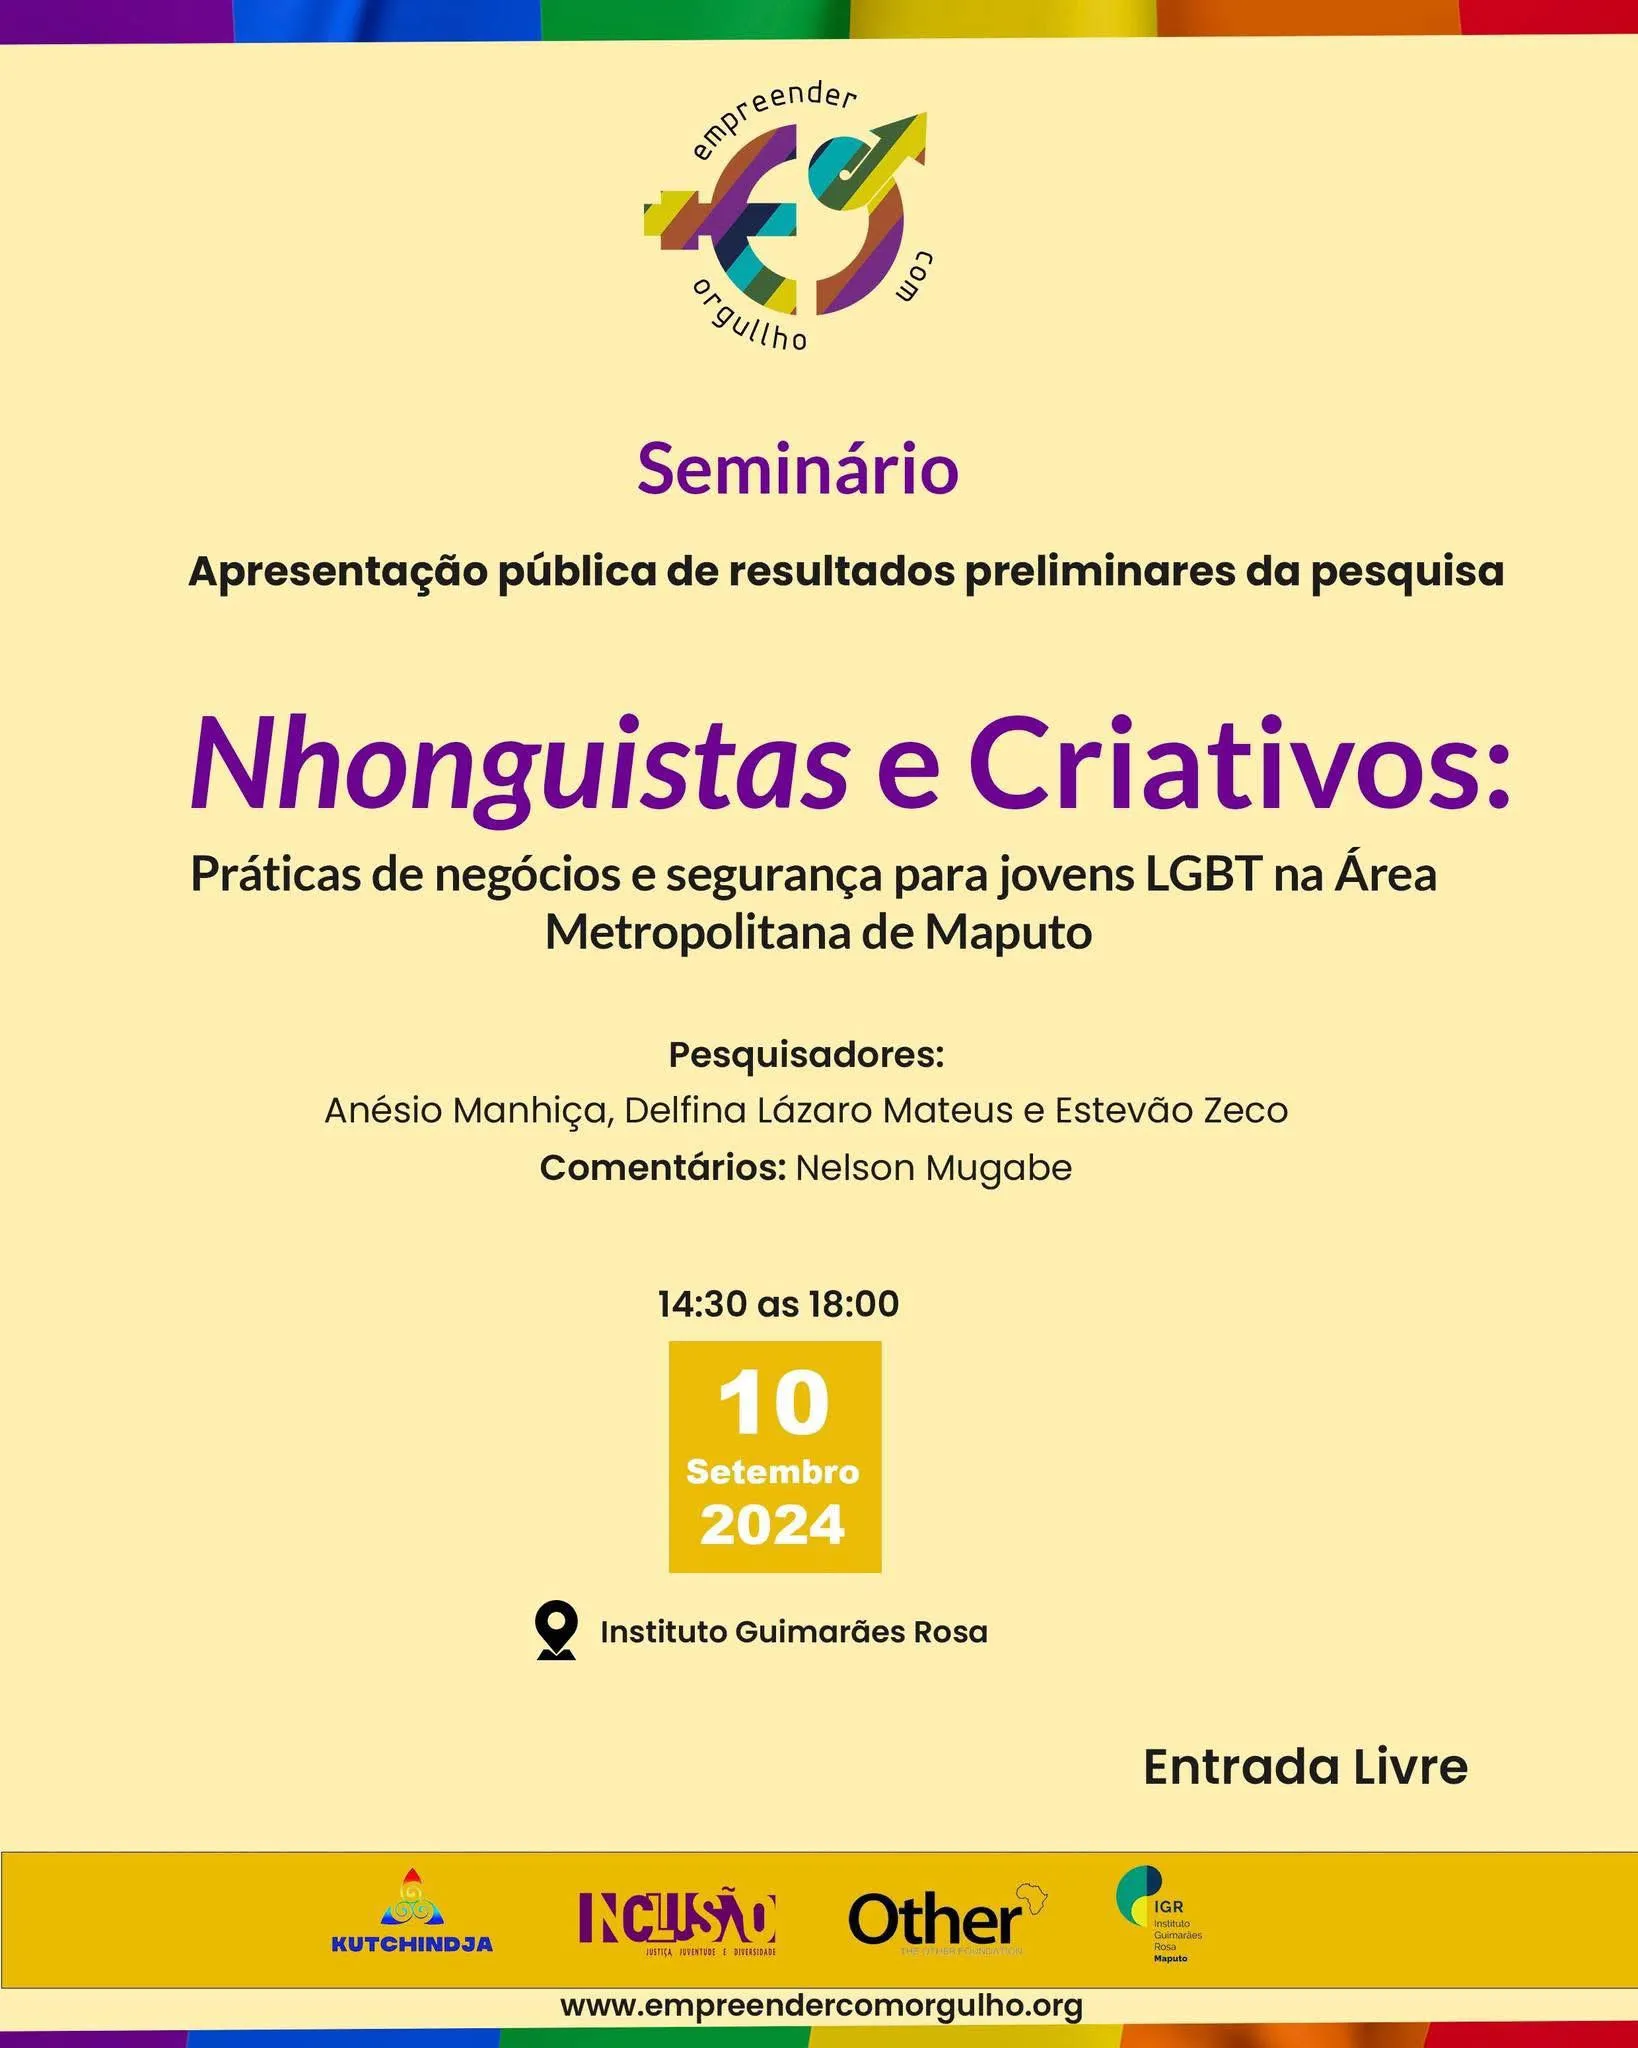 empreender
com
orgullho
Seminário
Apresentação pública de resultados preliminares da pesquisa
Nhonguistas e Criativos:
Práticas de negócios e segurança para jovens LGBT na Área
Metropolitana de Maputo
Pesquisadores:
Anésio Manhiça, Delfina Lázaro Mateus e Estevão Zeco
Comentários: Nelson Mugabe
14:30 as 18:00
10
Setembro
2024
Instituto Guimarães Rosa
Entrada Livre
KUTCHINDJA
INCLUSÃO
JUSTIÇA JUVENTUDE E DIVERSIDADE
Other
THE OTHER FOUNDATION
IGR
Instituto
Guimarães
Rosa
Maputo
www.empreendercomorgulho.org